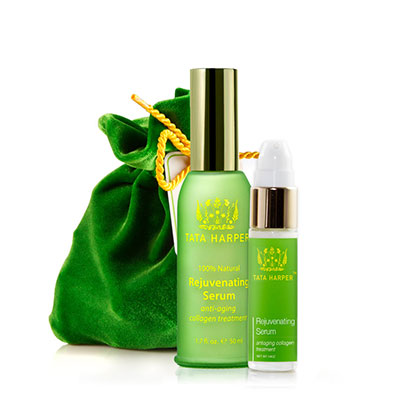 TATA HARPER
100% Natural
Rejuvenating
Serum
anti-aging
collagen treatment
1.7 fl oz e 50 ml
TATA HARPER
Rejuvenating
Serum
antiaging collagen
treatment